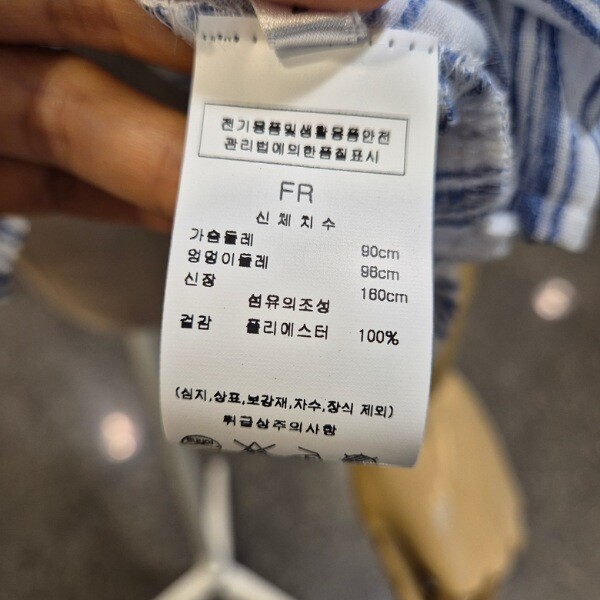 전기용품및생활용품안전
관리법에의한품질표시
FR
신체치수
가슴둘레 90cm
엉덩이둘레 96cm
신장 160cm
섬유의조성
겉감 폴리에스터 100%
(심지,상표,보강재,자수,장식 제외)
취급상주의사항